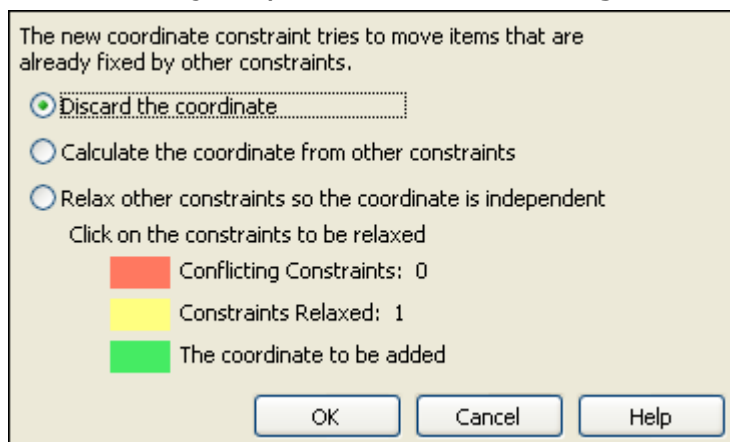 The new coordinate constraint tries to move items that are
already fixed by other constraints.
Discard the coordinate
Calculate the coordinate from other constraints
Relax other constraints so the coordinate is independent
Click on the constraints to be relaxed
Conflicting Constraints: 0
Constraints Relaxed: 1
The coordinate to be added
OK Cancel Help